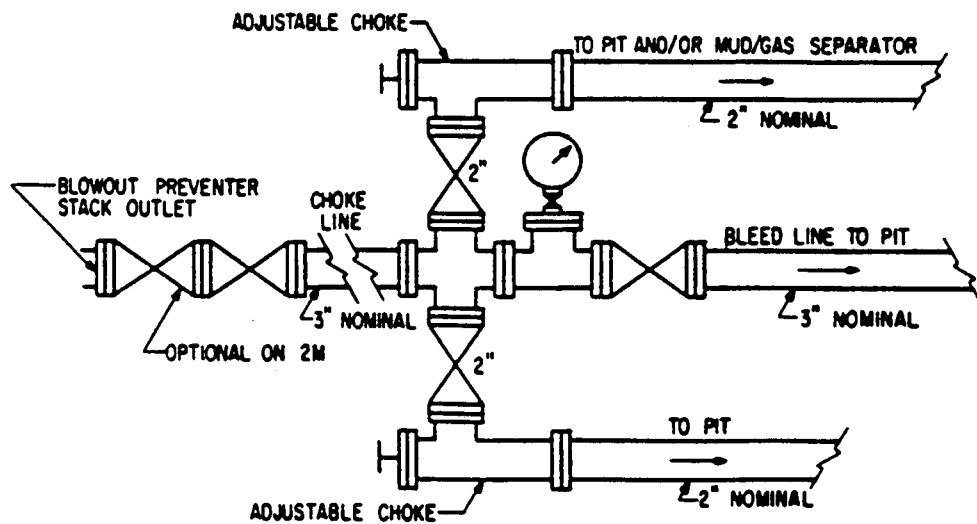 ADJUSTABLE CHOKE
TO PIT AND/OR MUD/GAS SEPARATOR
2" NOMINAL
2"
BLOWOUT PREVENTER
STACK OUTLET
CHOKE
LINE
BLEED LINE TO PIT
3" NOMINAL
3" NOMINAL
OPTIONAL ON 2M
2"
TO PIT
2" NOMINAL
ADJUSTABLE CHOKE